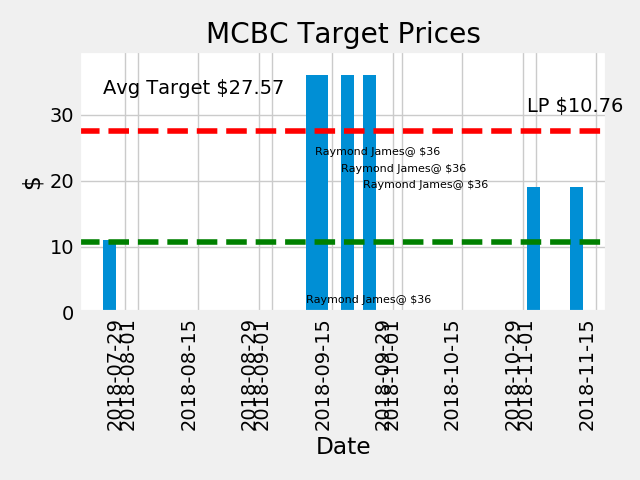 MCBC Target Prices
Avg Target $27.57
LP $10.76
30
Raymond James@ $36
Raymond James@ $36
20
Raymond James@ $36
$
10
Raymond James@ $36
0
2018-07-29
2018-08-01
2018-08-15
2018-08-29
2018-09-01
2018-09-15
2018-09-29
2018-10-01
2018-10-15
2018-10-29
2018-11-01
2018-11-15
Date